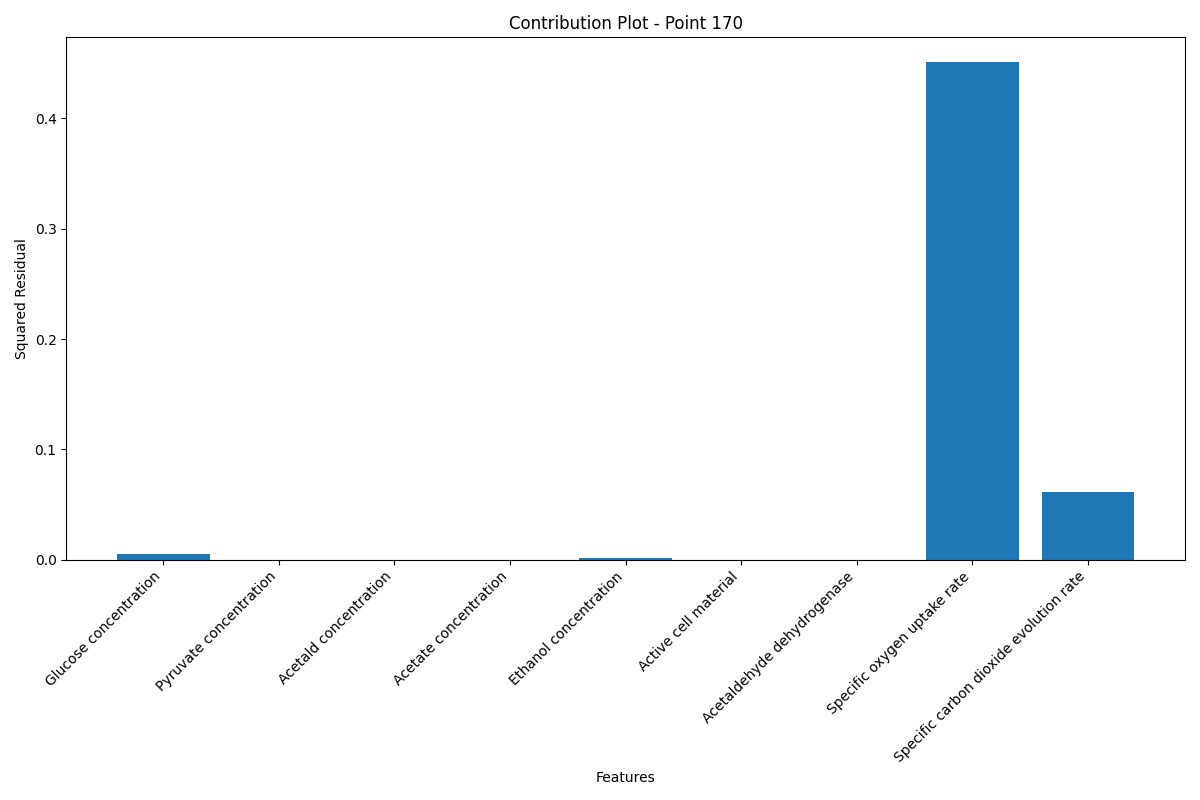 Contribution Plot - Point 170
Squared Residual
0.4
0.3
0.2
0.1
0.0
Glucose concentration
Pyruvate concentration
Acetald concentration
Acetate concentration
Ethanol concentration
Active cell material
Acetaldehyde dehydrogenase
Specific oxygen uptake rate
Specific carbon dioxide evolution rate
Features